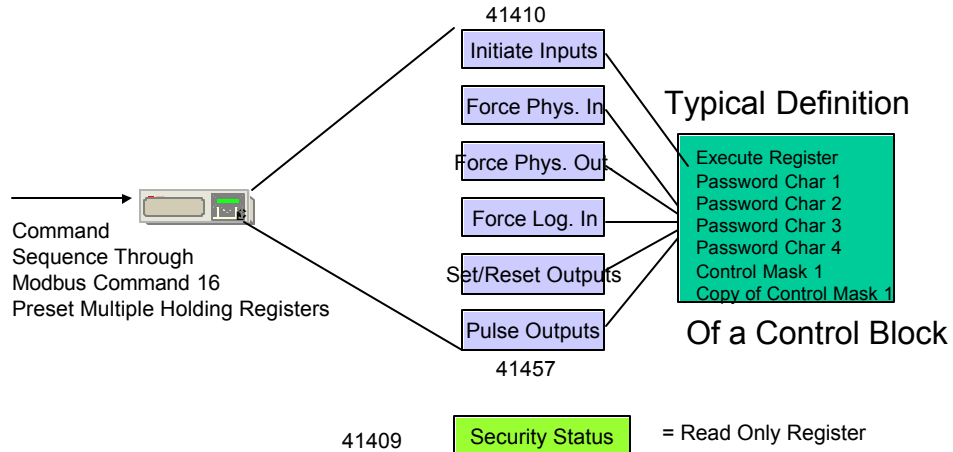 41410
Initiate Inputs
Force Phys. In
Force Phys. Out
Force Log. In
Set/Reset Outputs
Pulse Outputs
41457
Command
Sequence Through
Modbus Command 16
Preset Multiple Holding Registers
Typical Definition
Execute Register
Password Char 1
Password Char 2
Password Char 3
Password Char 4
Control Mask 1
Copy of Control Mask 1
Of a Control Block
41409
Security Status
= Read Only Register